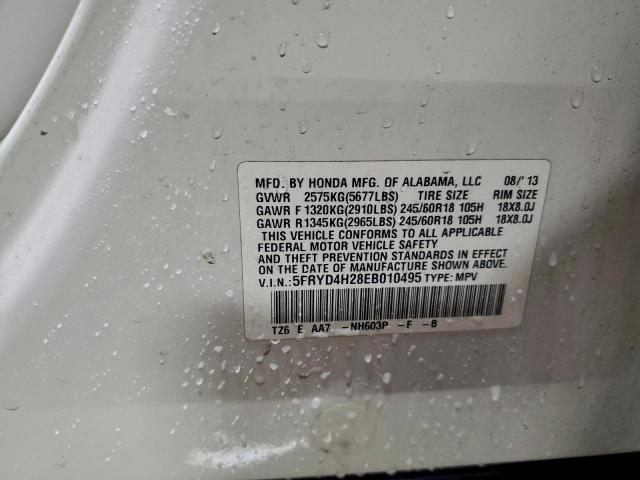 MFD. BY HONDA MFG. OF ALABAMA, LLC 08/'13
GVWR 2575KG(5677LBS) TIRE SIZE RIM SIZE
GAWR F 1320KG(2910LBS) 245/60R18 105H 18X8.0J
GAWR R1345KG(2965LBS) 245/60R18 105H 18X8.0J
THIS VEHICLE CONFORMS TO ALL APPLICABLE
FEDERAL MOTOR VEHICLE SAFETY
AND THEFT PREVENTION STANDARDS IN EFFECT ON
THE DATE OF MANUFACTURE SHOWN ABOVE.
V.I.N.:5FRYD4H28EB010495 TYPE: MPV
TZ6 E AA7 -NH603P -F -B